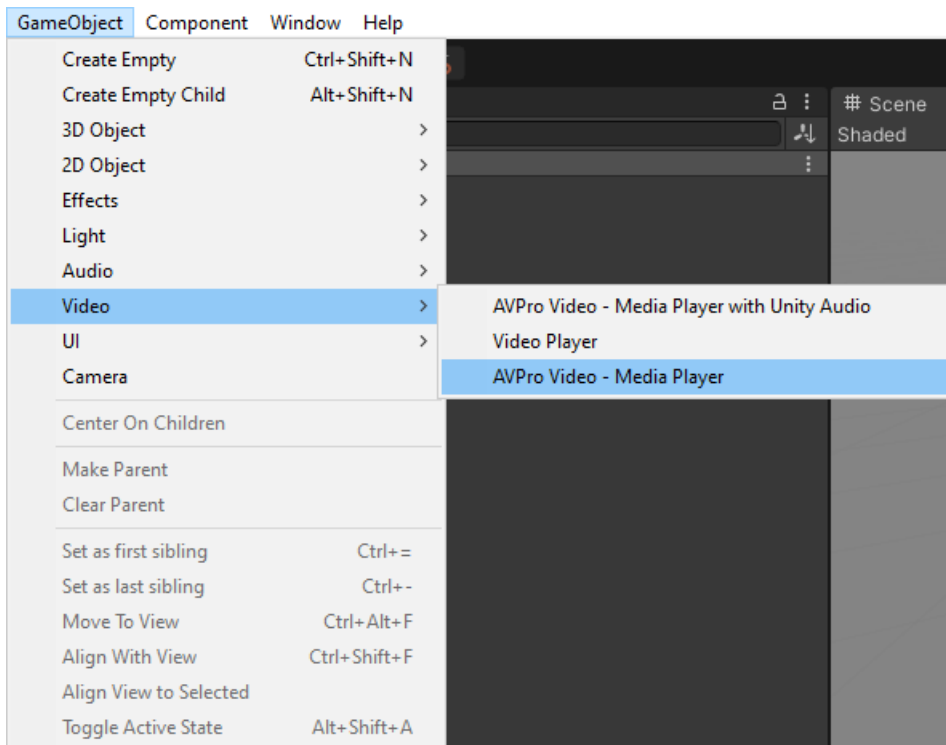 GameObject Component Window Help
Create Empty Ctrl+Shift+N
Create Empty Child Alt+Shift+N
3D Object
2D Object
Effects
Light
Audio
Video
UI
Camera
Center On Children
Make Parent
Clear Parent
Set as first sibling Ctrl+=
Set as last sibling Ctrl+-
Move To View Ctrl+Alt+F
Align With View Ctrl+Shift+F
Align View to Selected
Toggle Active State Alt+Shift+A
AVPro Video - Media Player with Unity Audio
Video Player
AVPro Video - Media Player
# Scene
Shaded